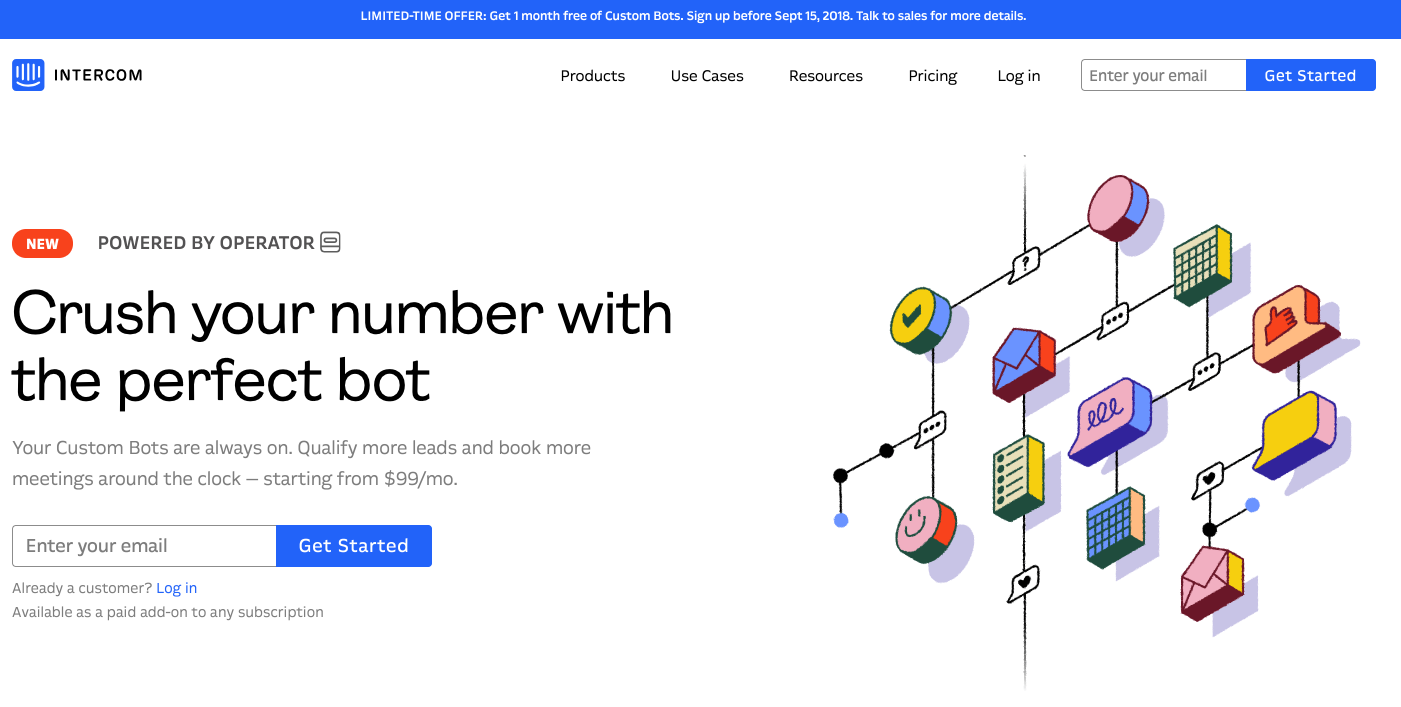 LIMITED-TIME OFFER: Get 1 month free of Custom Bots. Sign up before Sept 15, 2018. Talk to sales for more details.
INTERCOM
Products
Use Cases
Resources
Pricing
Log in
Enter your email
Get Started
NEW
POWERED BY OPERATOR
Crush your number with
the perfect bot
Your Custom Bots are always on. Qualify more leads and book more
meetings around the clock – starting from $99/mo.
Enter your email
Get Started
Already a customer? Log in
Available as a paid add-on to any subscription
?